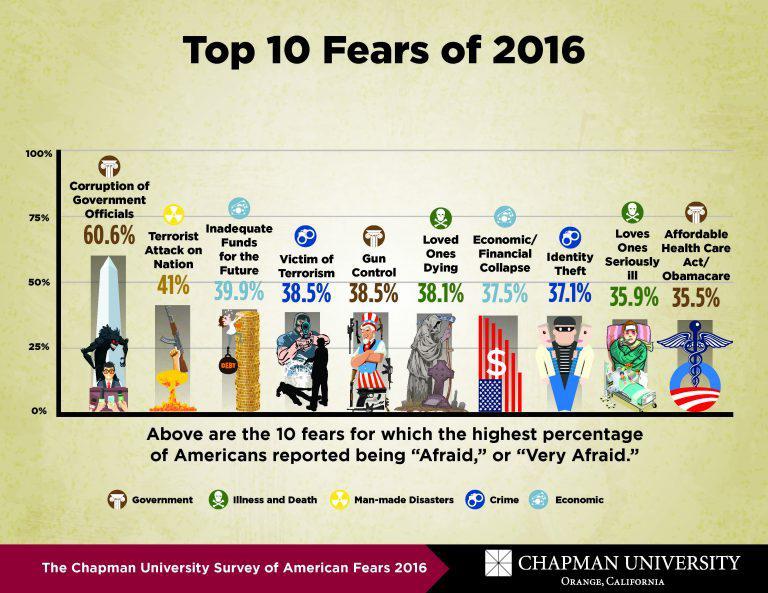 Top 10 Fears of 2016
100%
75%
50%
25%
0%
Corruption of
Government
Officials
60.6%
Terrorist
Attack on
Nation
41%
Inadequate
Funds
for the
Future
39.9%
DEBT
Victim of
Terrorism
38.5%
Gun
Control
38.5%
Loved
Ones
Dying
38.1%
Economic/
Financial
Collapse
37.5%
$
Identity
Theft
37.1%
Loves
Ones
Seriously
ill
35.9%
Affordable
Health Care
Act/
Obamacare
35.5%
Above are the 10 fears for which the highest percentage
of Americans reported being “Afraid,” or “Very Afraid.”
Government
Illness and Death
Man-made Disasters
Crime
Economic
The Chapman University Survey of American Fears 2016
CHAPMAN UNIVERSITY
ORANGE, CALIFORNIA